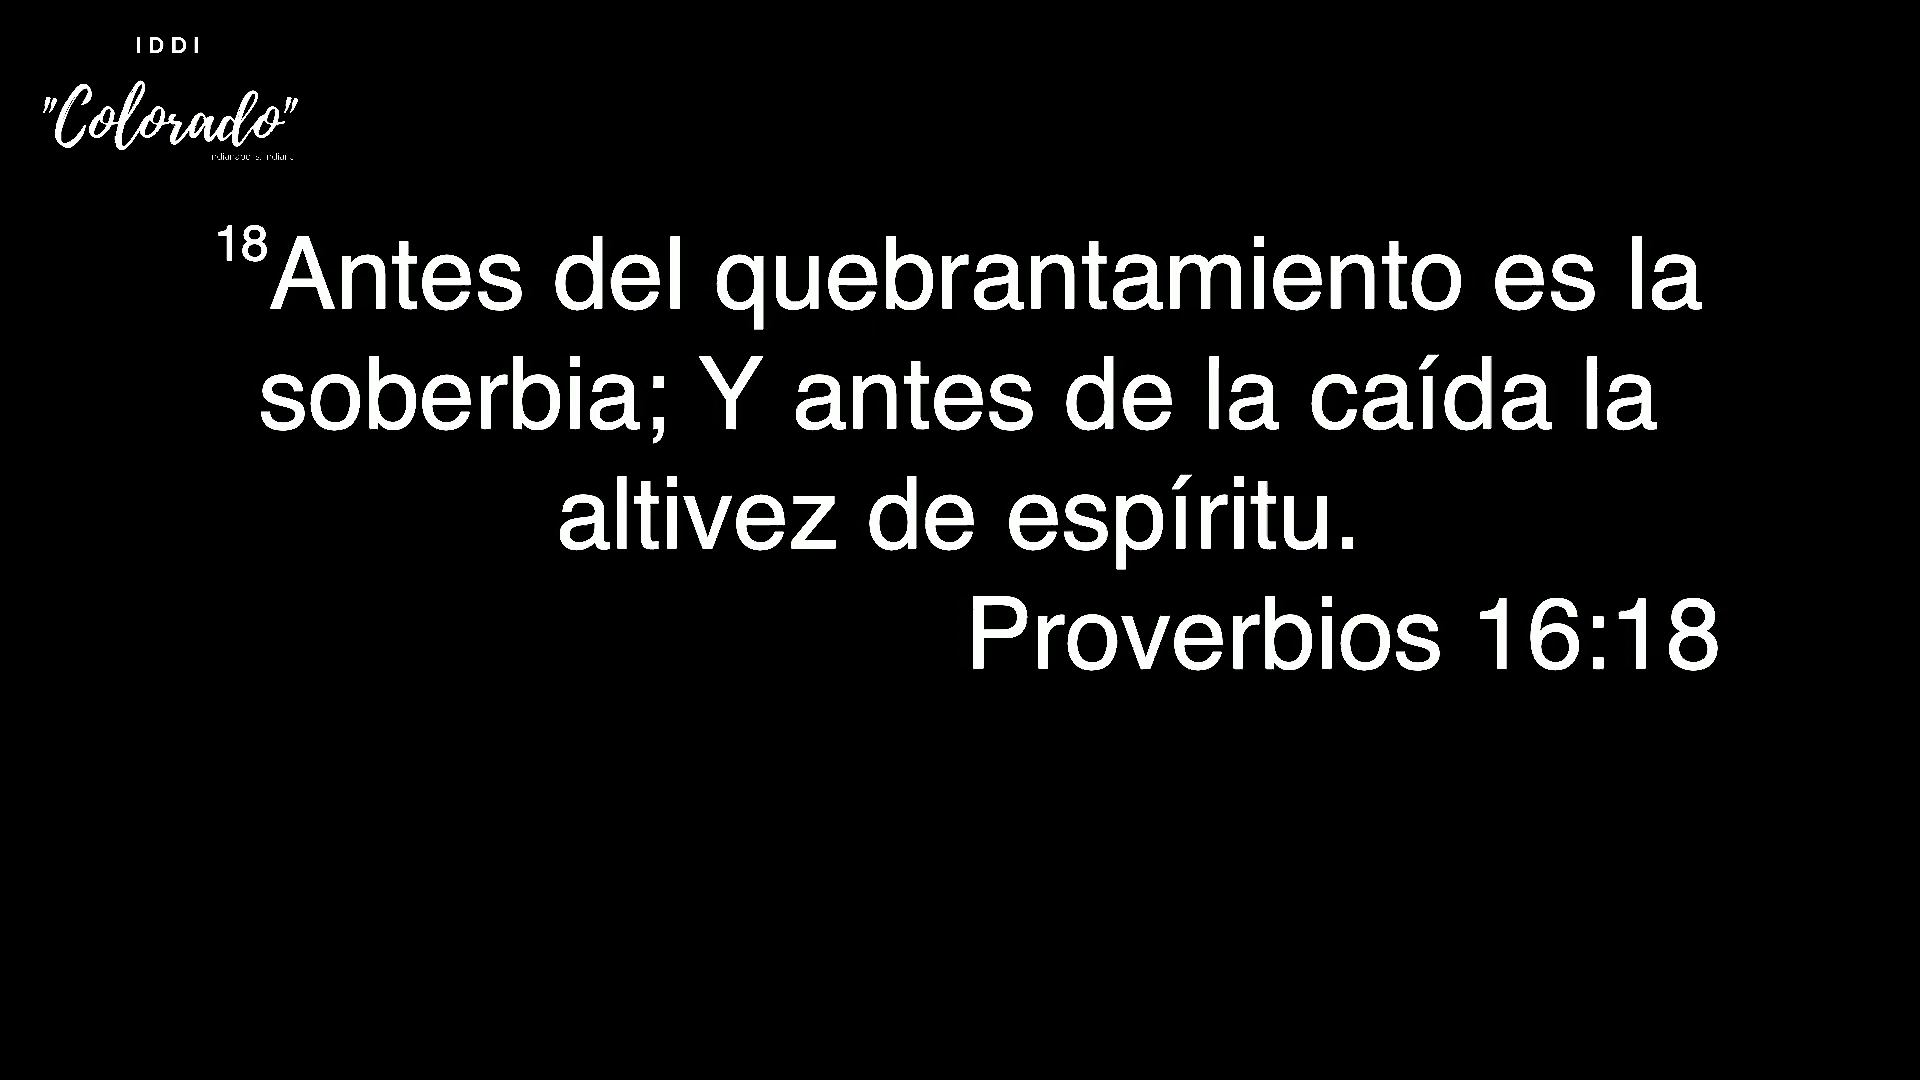 IDDI
"Colorado"
18Antes del quebrantamiento es la
soberbia; Y antes de la caída la
altivez de espíritu.
Proverbios 16:18